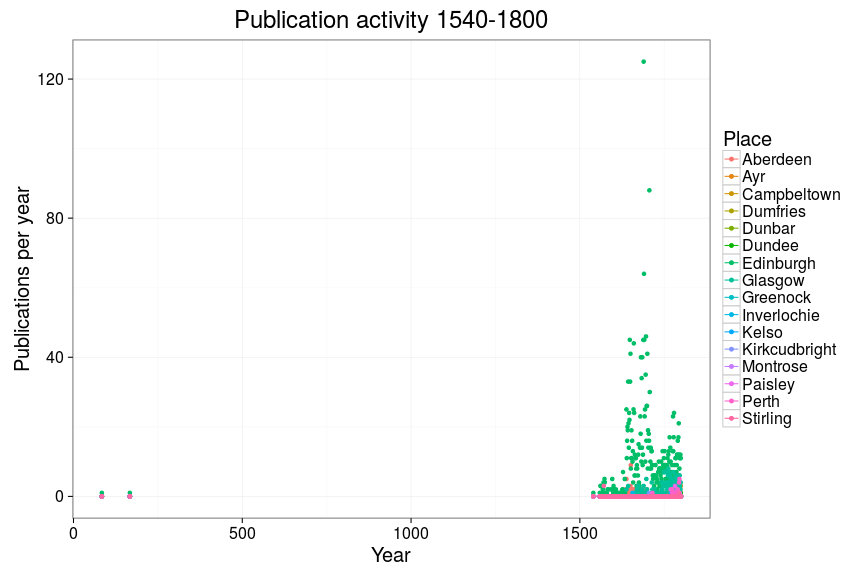 Publication activity 1540-1800
120
80
40
0
Publications per year
0
500
1000
1500
Year
Place
Aberdeen
Ayr
Campbeltown
Dumfries
Dunbar
Dundee
Edinburgh
Glasgow
Greenock
Inverlochie
Kelso
Kirkcudbright
Montrose
Paisley
Perth
Stirling